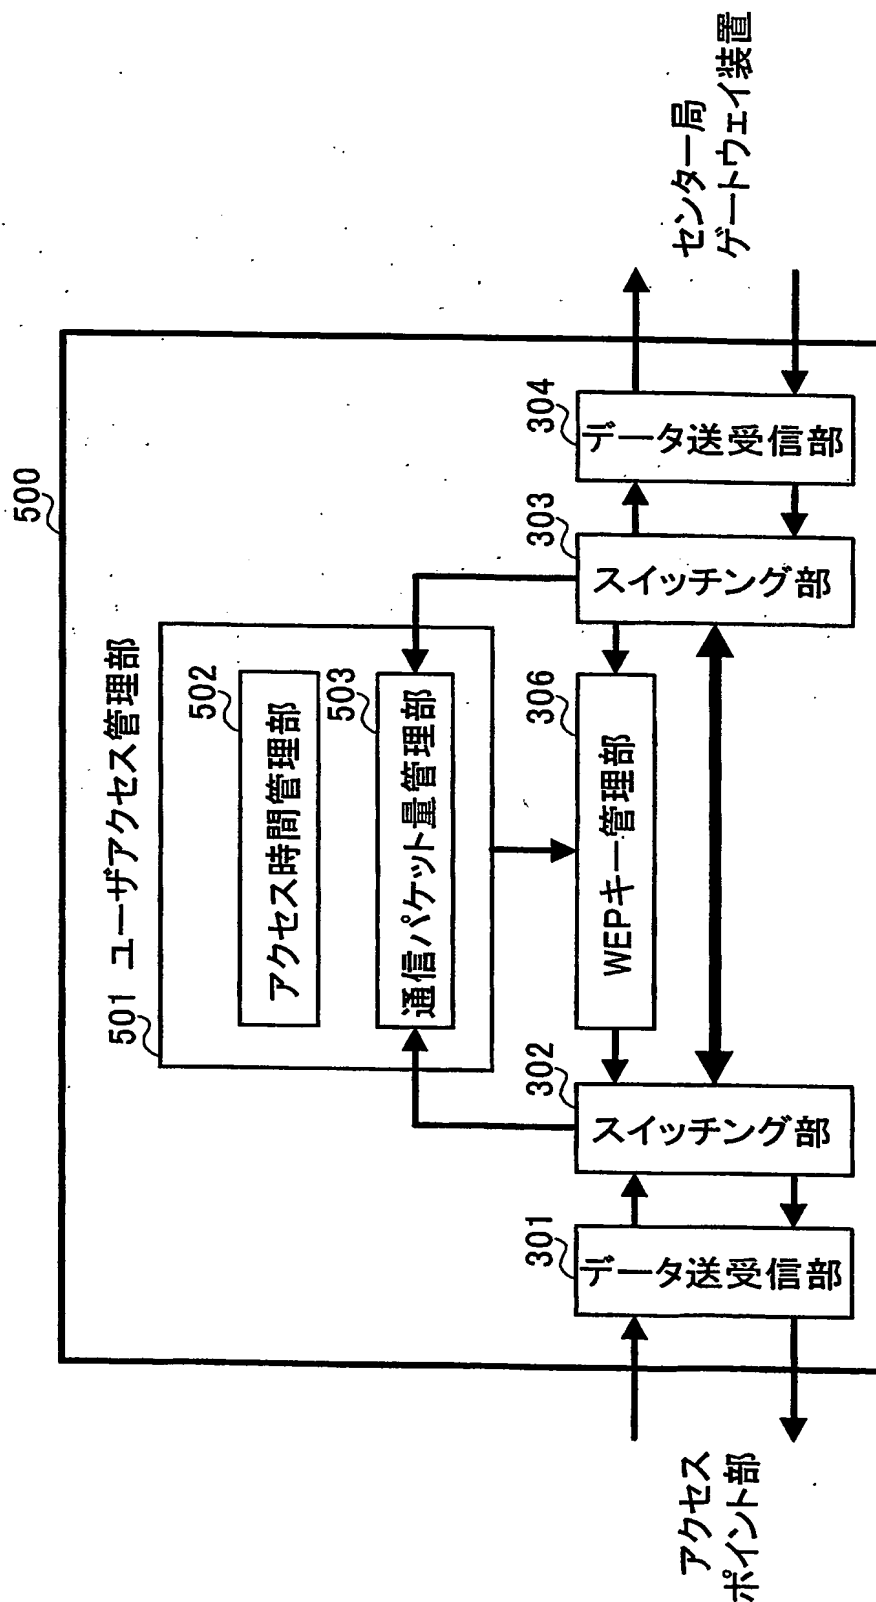 500
501 ユーザアクセス管理部
502
アクセス時間管理部
503
通信パケット量管理部
301
データ送受信部
302
スイッチング部
306
WEPキー管理部
303
スイッチング部
304
データ送受信部
アクセス
ポイント部
センター局
ゲートウェイ装置